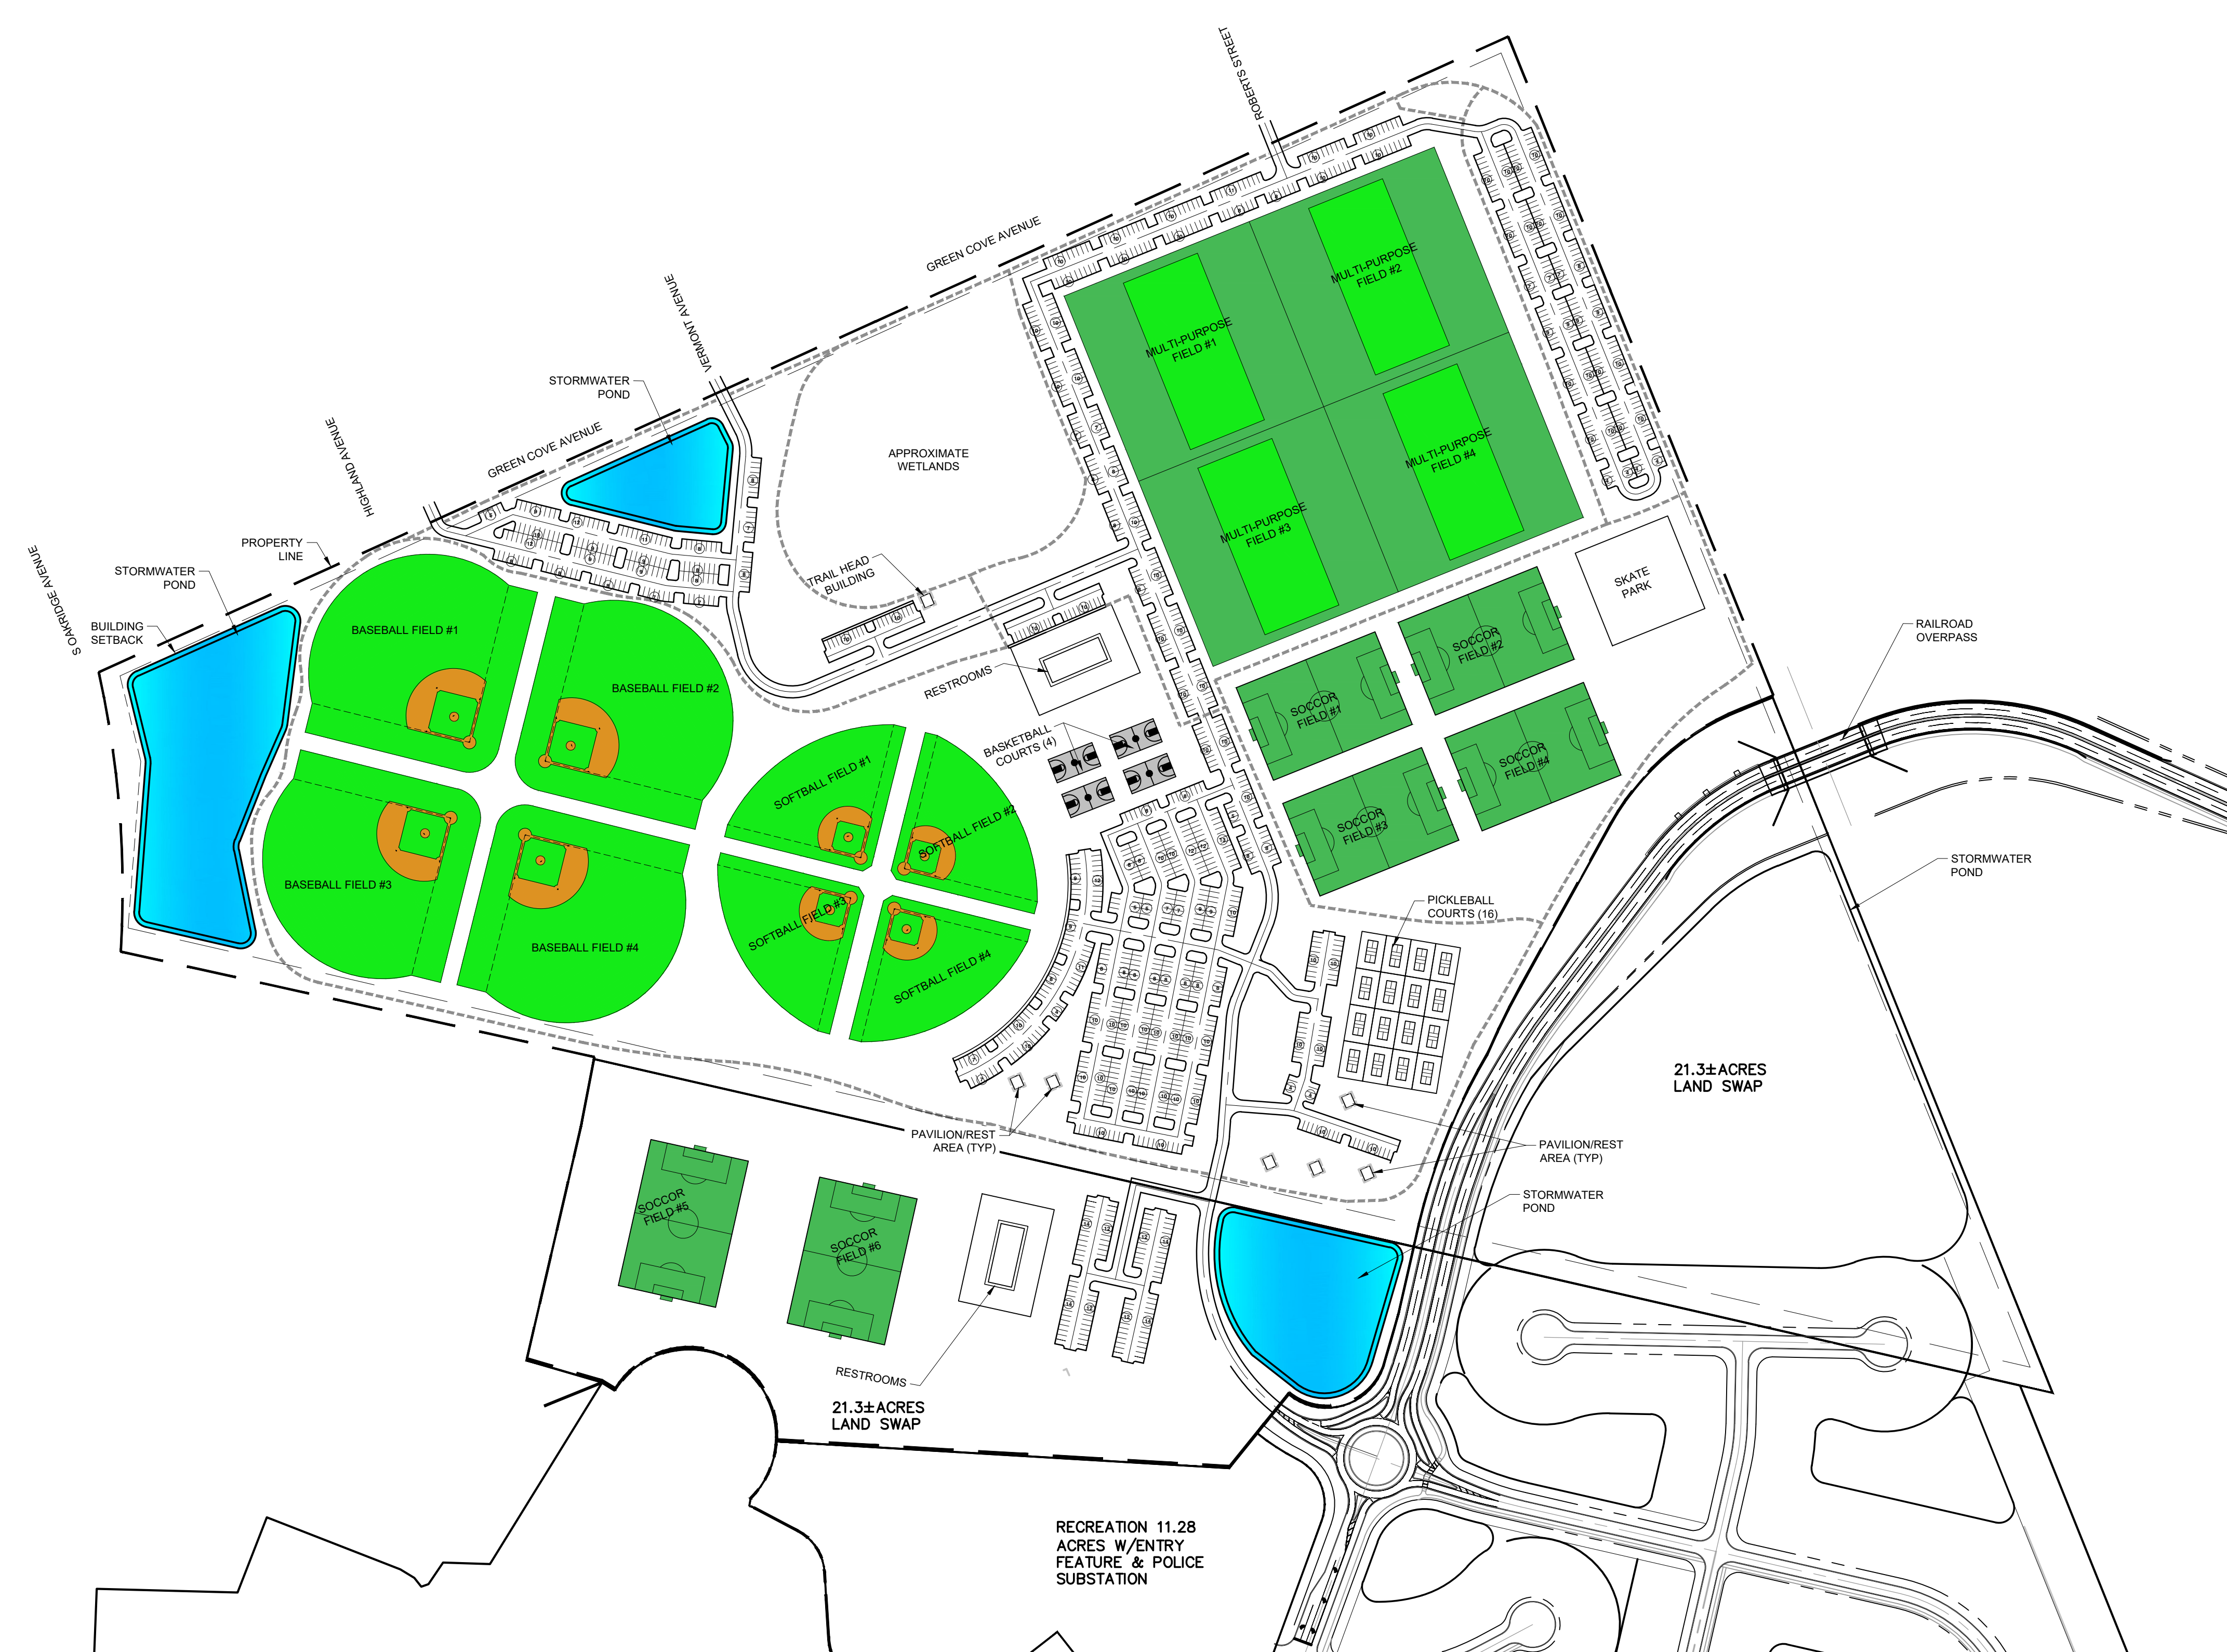 ROBERTS STREET
GREEN COVE AVENUE
VERMONT AVENUE
STORMWATER
POND
GREEN COVE AVENUE
HIGHLAND AVENUE
PROPERTY
LINE
STORMWATER
POND
S OAKRIDGE AVENUE
BUILDING
SETBACK
APPROXIMATE
WETLANDS
TRAIL HEAD
BUILDING
MULTI-PURPOSE
FIELD #1
MULTI-PURPOSE
FIELD #2
MULTI-PURPOSE
FIELD #3
MULTI-PURPOSE
FIELD #4
SKATE
PARK
RAILROAD
OVERPASS
BASEBALL FIELD #1
BASEBALL FIELD #2
BASEBALL FIELD #3
BASEBALL FIELD #4
RESTROOMS
BASKETBALL
COURTS (4)
SOFTBALL FIELD #1
SOFTBALL FIELD #2
SOFTBALL FIELD #3
SOFTBALL FIELD #4
SOCCOR
FIELD #1
SOCCOR
FIELD #2
SOCCOR
FIELD #3
SOCCOR
FIELD #4
STORMWATER
POND
PICKLEBALL
COURTS (16)
21.3±ACRES
LAND SWAP
PAVILION/REST
AREA (TYP)
PAVILION/REST
AREA (TYP)
STORMWATER
POND
SOCCOR
FIELD #5
SOCCOR
FIELD #6
RESTROOMS
21.3±ACRES
LAND SWAP
RECREATION 11.28
ACRES W/ENTRY
FEATURE & POLICE
SUBSTATION